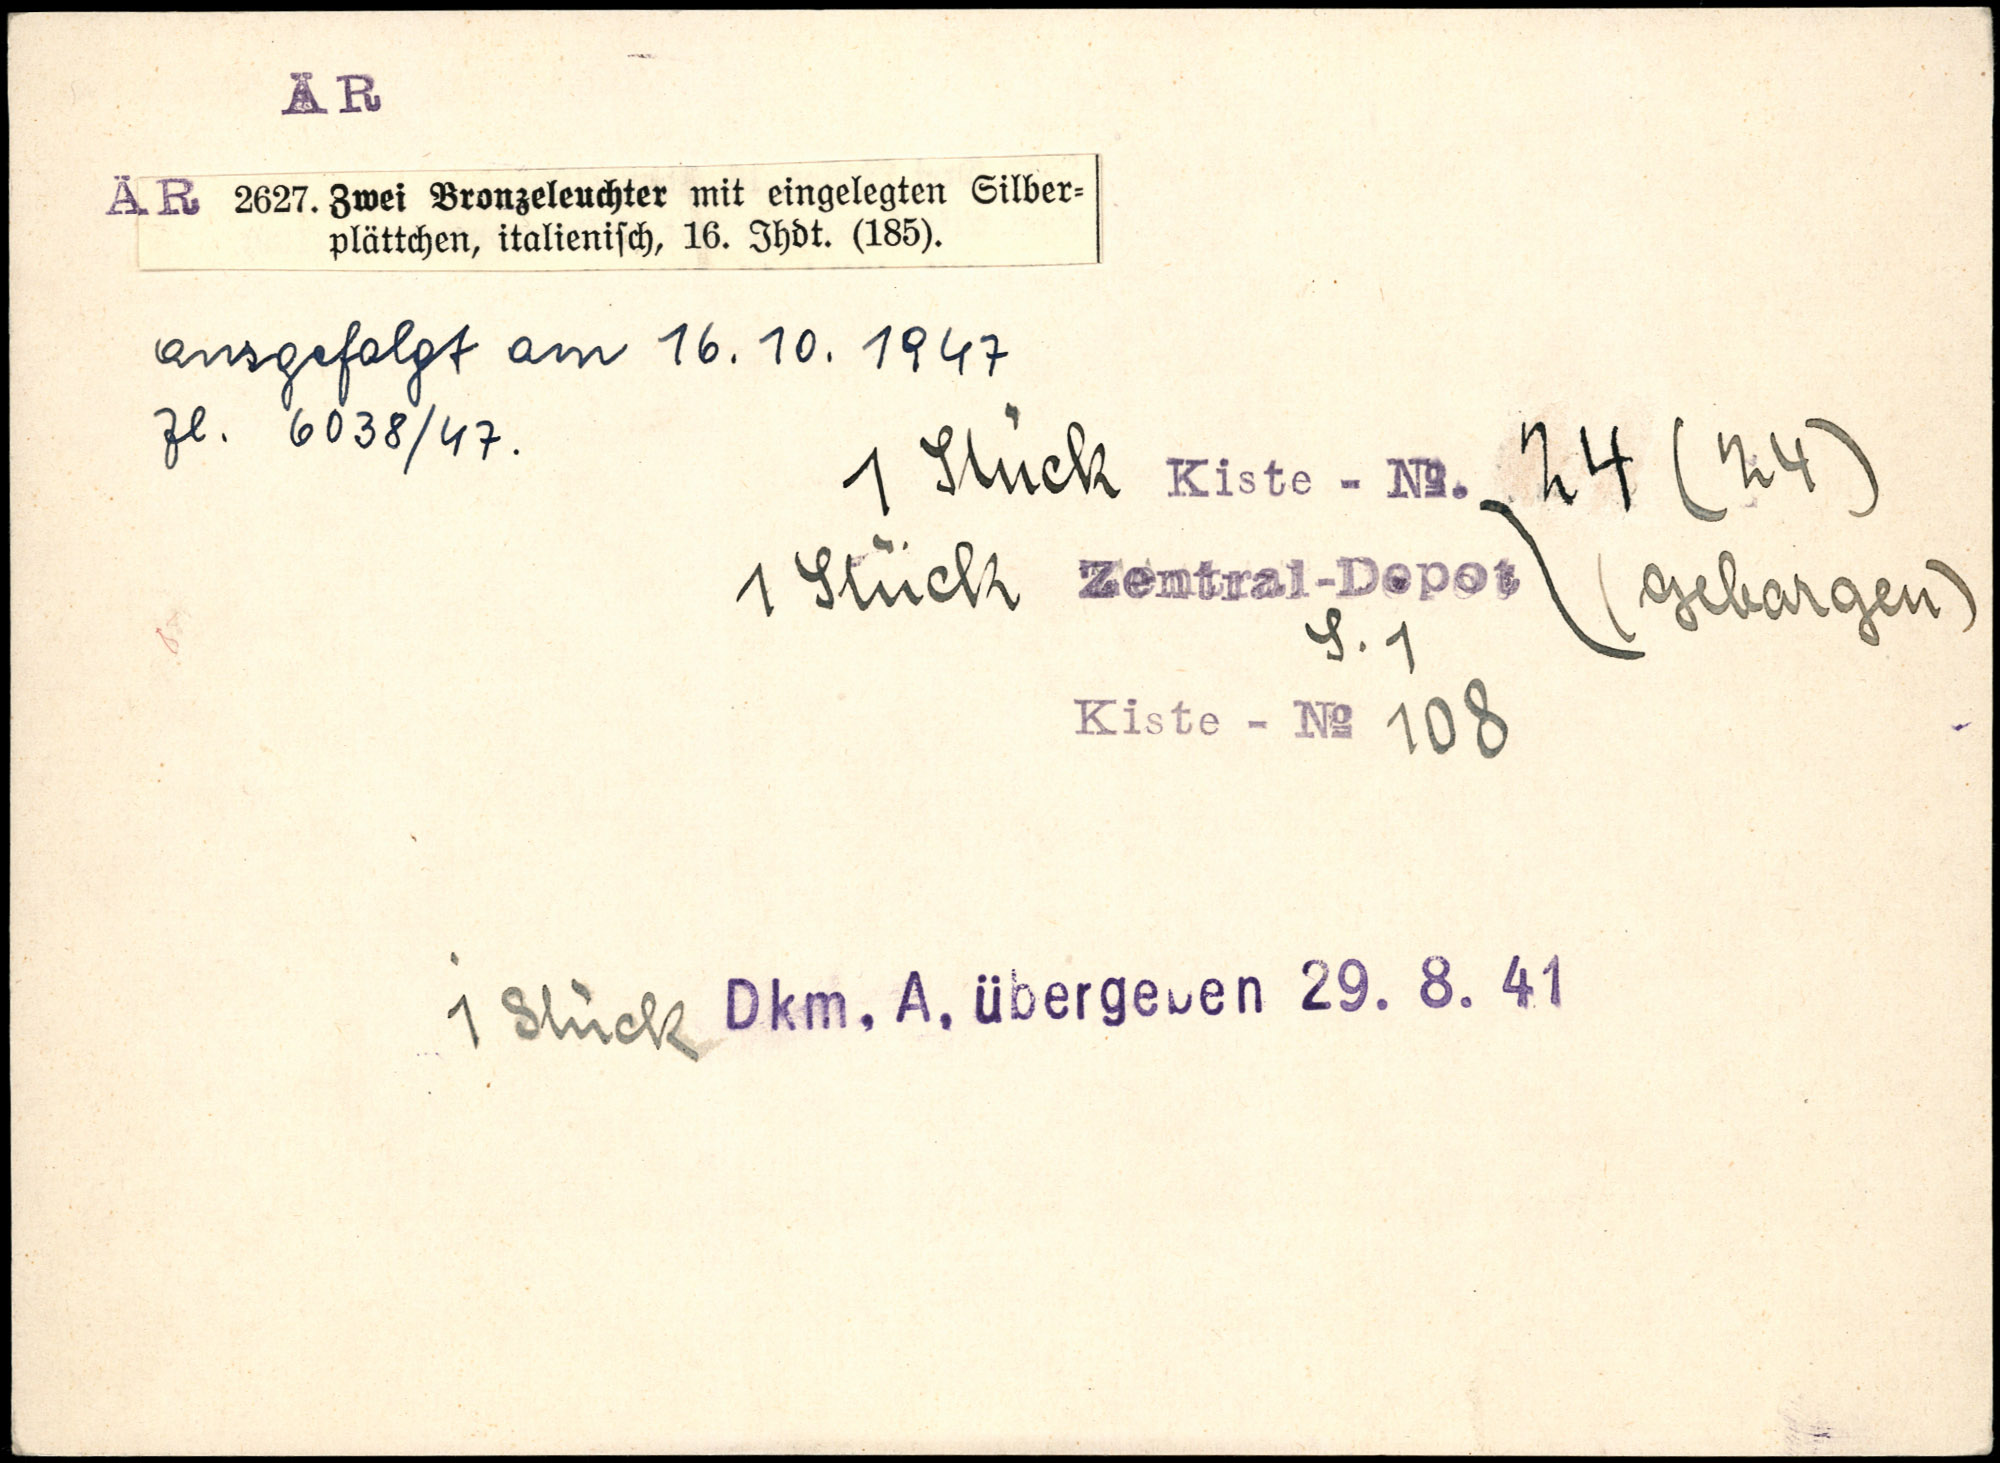 ÄR
ÄR 2627. Zwei Bronzeleuchter mit eingelegten Silber-
plättchen, italienisch, 16. Jhdt. (185).
ausgefolgt am 16. 10. 1947
Zl. 6038/47.
1 Stück Kiste - No. 24 (24)
1 Stück Zentral-Depot (geborgen)
S. 1
Kiste - No 108
1 Stück Dkm. A. übergeben 29. 8. 41